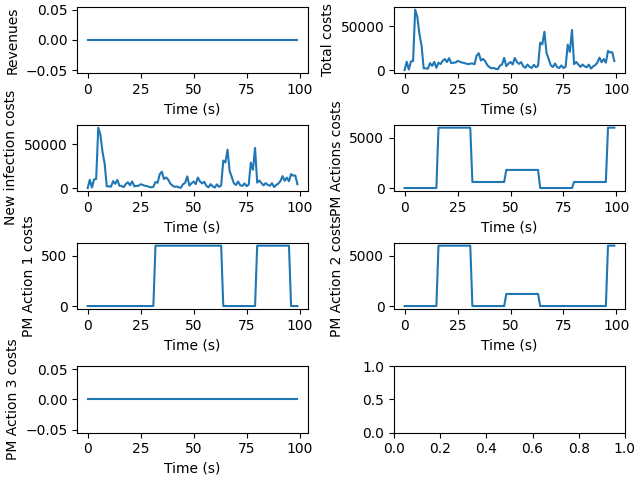 Revenues
0.05
0.00
−0.05
0 25 50 75 100
Time (s)
Total costs
50000
0
0 25 50 75 100
Time (s)
New infection costs
50000
0
0 25 50 75 100
Time (s)
PM Actions costs
5000
0
0 25 50 75 100
Time (s)
PM Action 1 costs
500
0
0 25 50 75 100
Time (s)
PM Action 2 costs
5000
0
0 25 50 75 100
Time (s)
PM Action 3 costs
0.05
0.00
−0.05
0 25 50 75 100
Time (s)
1.0
0.5
0.0
0.0 0.2 0.4 0.6 0.8 1.0